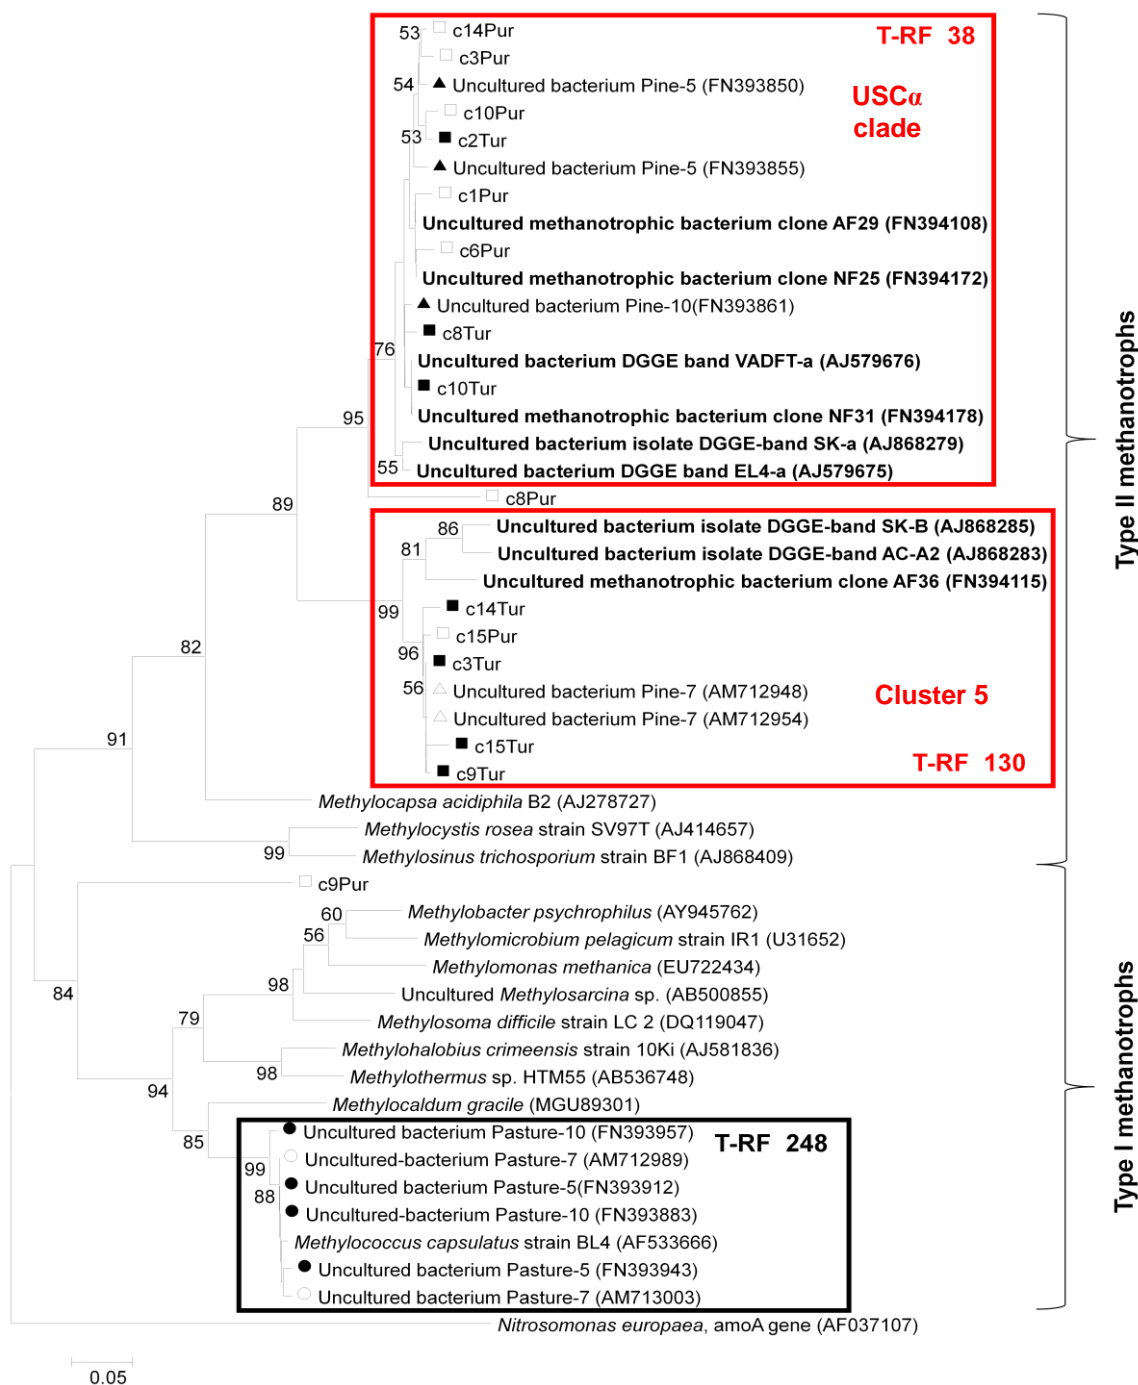 53
c14Pur
T-RF 38
c3Pur
54
Uncultured bacterium Pine-5 (FN393850)
USCα
clade
c10Pur
53
c2Tur
Uncultured bacterium Pine-5 (FN393855)
c1Pur
Uncultured methanotrophic bacterium clone AF29 (FN394108)
c6Pur
Uncultured methanotrophic bacterium clone NF25 (FN394172)
Uncultured bacterium Pine-10(FN393861)
c8Tur
76
Uncultured bacterium DGGE band VADFT-a (AJ579676)
c10Tur
95
Uncultured methanotrophic bacterium clone NF31 (FN394178)
Uncultured bacterium isolate DGGE-band SK-a (AJ868279)
55
Uncultured bacterium DGGE band EL4-a (AJ579675)
c8Pur
89
Type II methanotrophs
86
Uncultured bacterium isolate DGGE-band SK-B (AJ868285)
81
Uncultured bacterium isolate DGGE-band AC-A2 (AJ868283)
Uncultured methanotrophic bacterium clone AF36 (FN394115)
99
c14Tur
c15Pur
82
96
c3Tur
56
Uncultured bacterium Pine-7 (AM712948)
Cluster 5
Uncultured bacterium Pine-7 (AM712954)
91
c15Tur
T-RF 130
c9Tur
Methylocapsa acidiphila B2 (AJ278727)
Methylocystis rosea strain SV97T (AJ414657)
99
Methylosinus trichosporium strain BF1 (AJ868409)
c9Pur
60
Methylobacter psychrophilus (AY945762)
56
Methylomicrobium pelagicum strain IR1 (U31652)
Methylomonas methanica (EU722434)
84
98
Uncultured Methylosarcina sp. (AB500855)
79
Methylosoma difficile strain LC 2 (DQ119047)
Methylohalobius crimeensis strain 10Ki (AJ581836)
98
Methylothermus sp. HTM55 (AB536748)
94
Methylocaldum gracile (MGU89301)
Type I methanotrophs
85
Uncultured bacterium Pasture-10 (FN393957)
T-RF 248
99
Uncultured-bacterium Pasture-7 (AM712989)
88
Uncultured bacterium Pasture-5(FN393912)
Uncultured-bacterium Pasture-10 (FN393883)
Methylococcus capsulatus strain BL4 (AF533666)
Uncultured bacterium Pasture-5 (FN393943)
Uncultured bacterium Pasture-7 (AM713003)
Nitrosomonas europaea, amoA gene (AF037107)
0.05